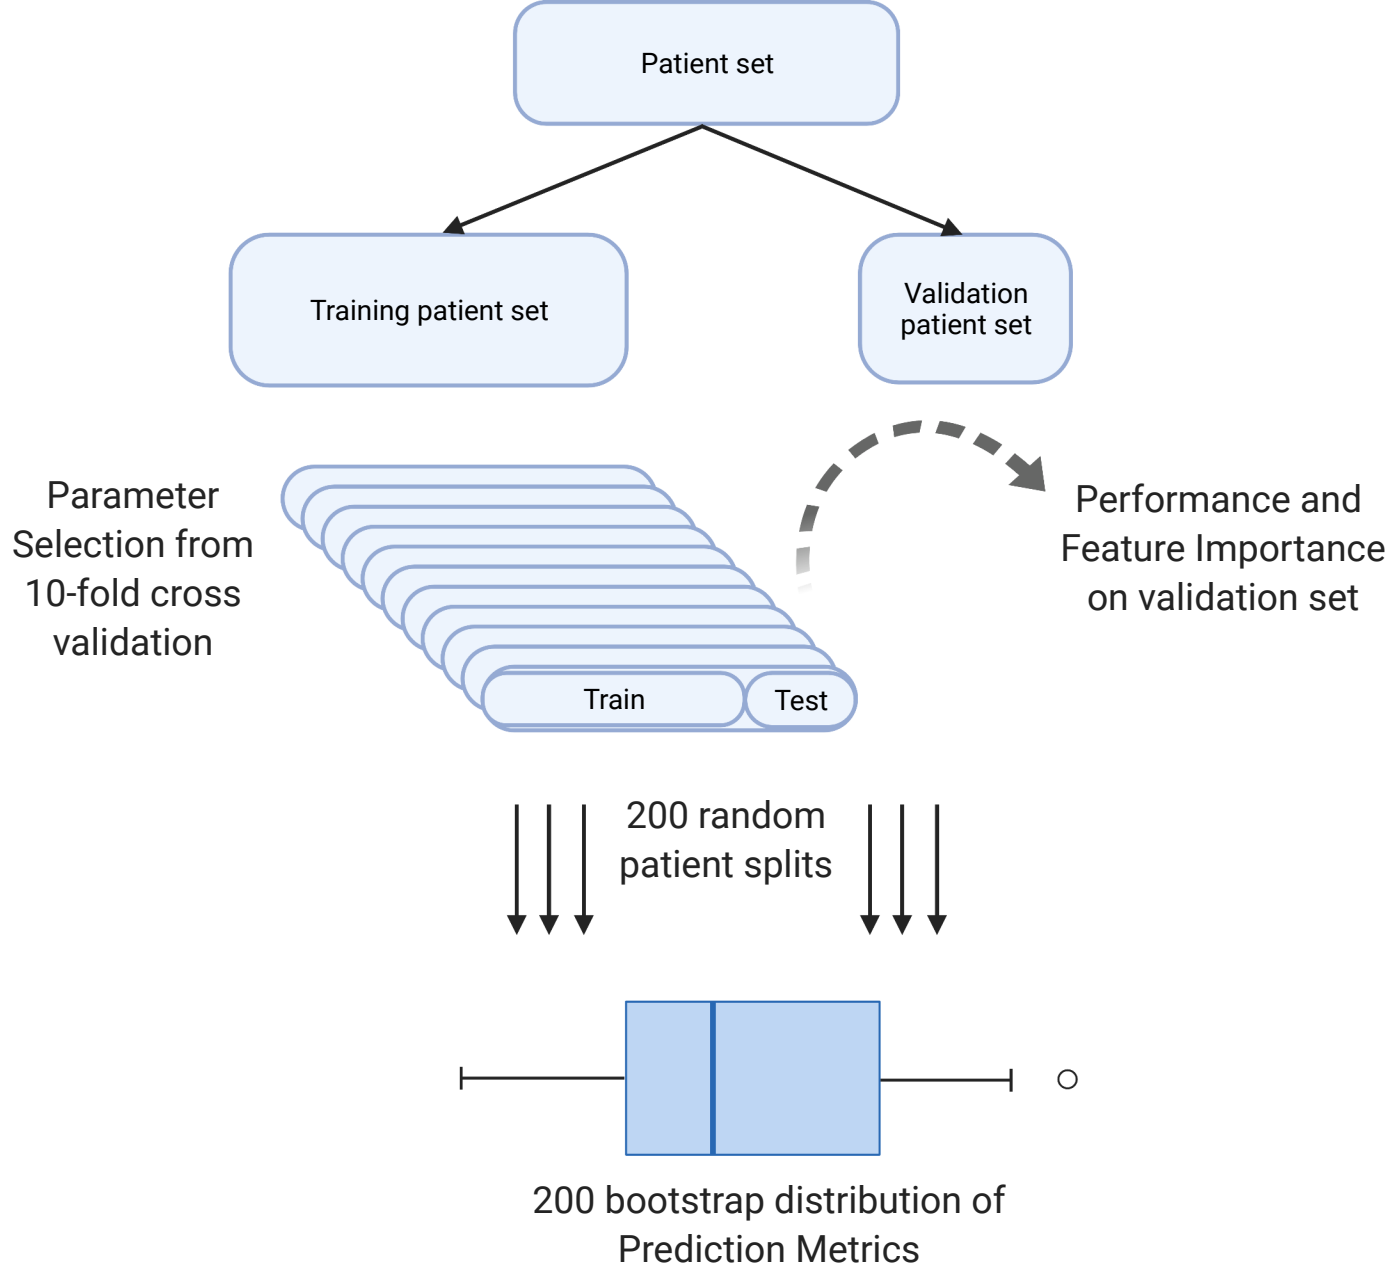 Patient set
Training patient set
Validation
patient set
Parameter
Selection from
10-fold cross
validation
Performance and
Feature Importance
on validation set
Train
Test
200 random
patient splits
200 bootstrap distribution of
Prediction Metrics